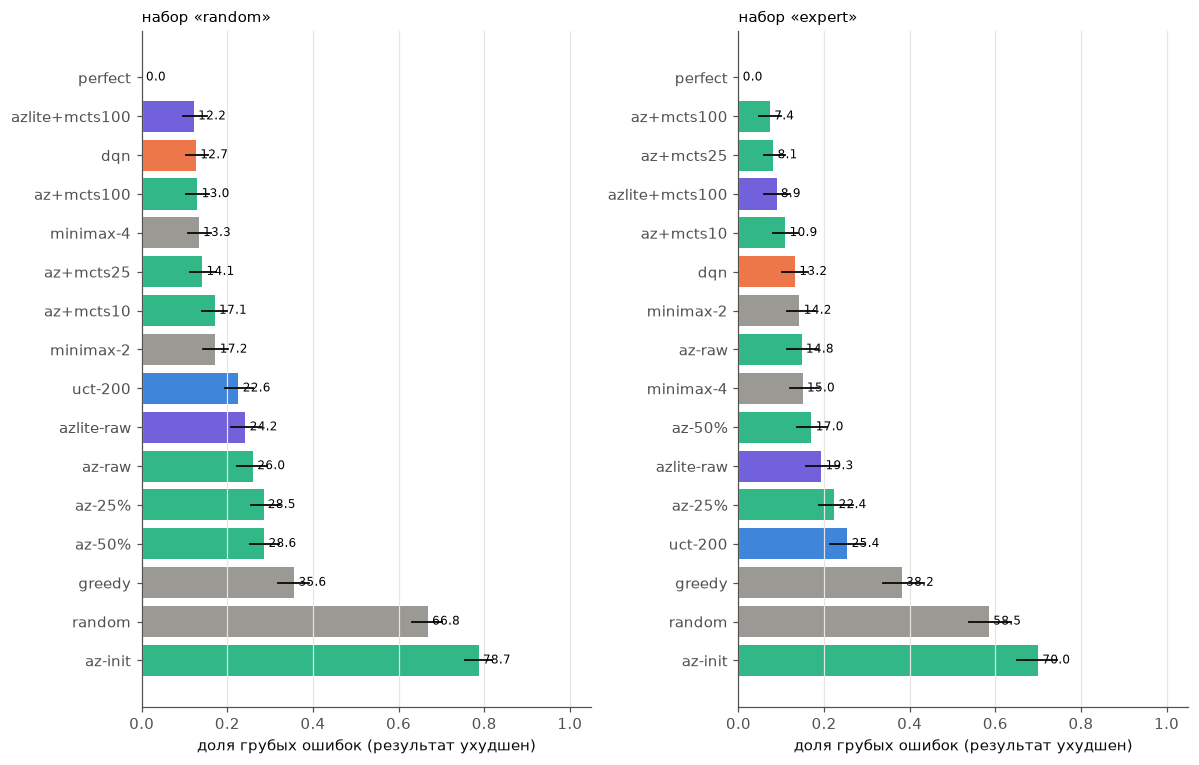 набор «random»
perfect 0.0
azlite+mcts100 12.2
dqn 12.7
az+mcts100 13.0
minimax-4 13.3
az+mcts25 14.1
az+mcts10 17.1
minimax-2 17.2
uct-200 22.6
azlite-raw 24.2
az-raw 26.0
az-25% 28.5
az-50% 28.6
greedy 35.6
random 66.8
az-init 78.7
0.0 0.2 0.4 0.6 0.8 1.0
доля грубых ошибок (результат ухудшен)
набор «expert»
perfect 0.0
az+mcts100 7.4
az+mcts25 8.1
azlite+mcts100 8.9
az+mcts10 10.9
dqn 13.2
minimax-2 14.2
az-raw 14.8
minimax-4 15.0
az-50% 17.0
azlite-raw 19.3
az-25% 22.4
uct-200 25.4
greedy 38.2
random 58.5
az-init 70.0
0.0 0.2 0.4 0.6 0.8 1.0
доля грубых ошибок (результат ухудшен)